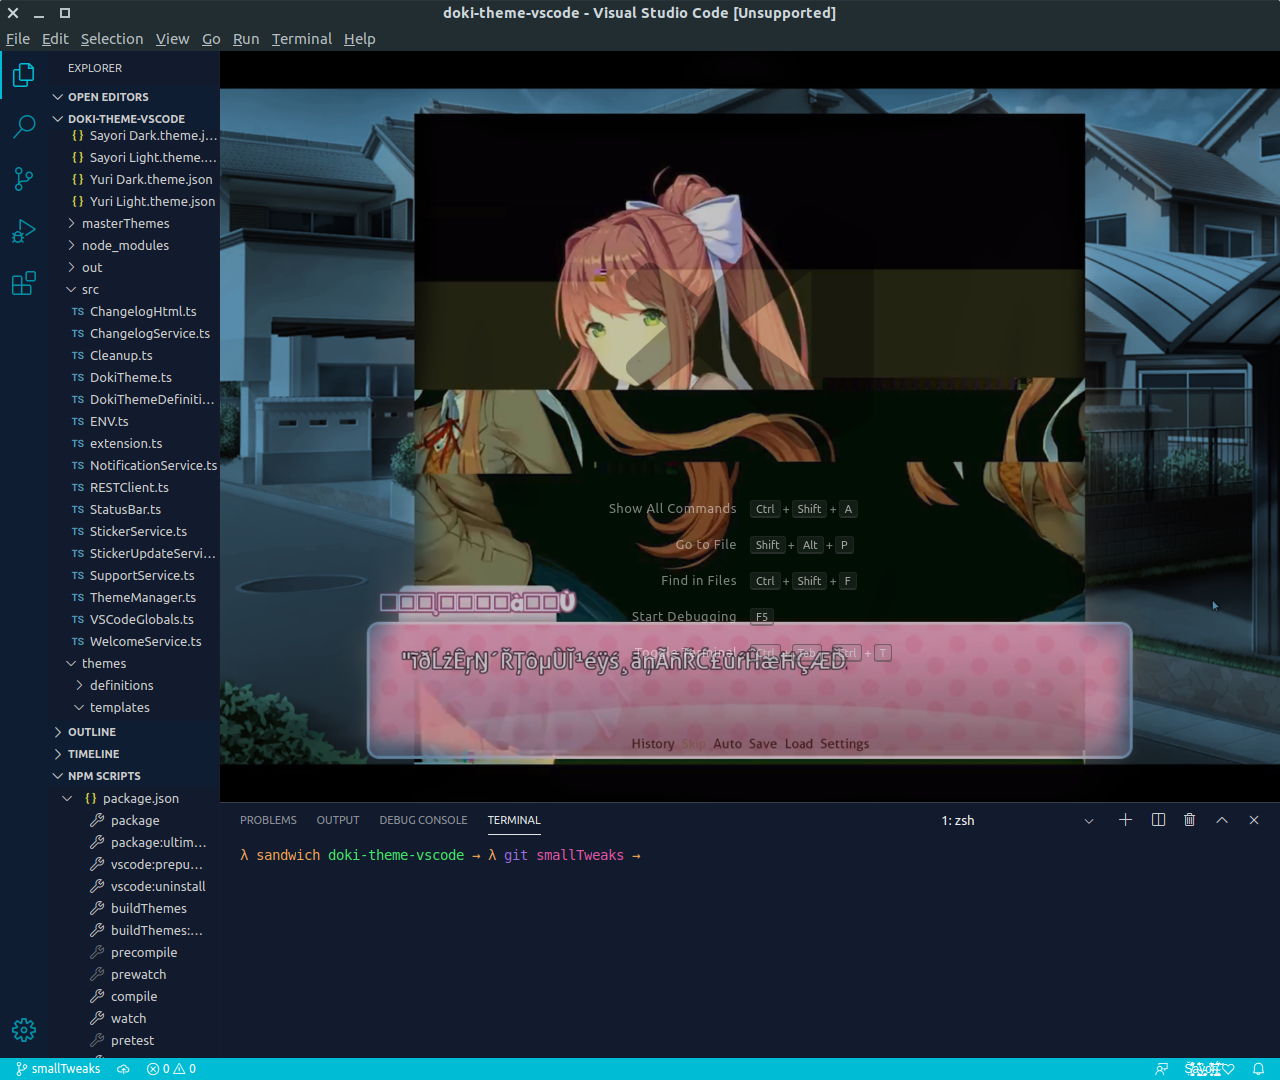 doki-theme-vscode - Visual Studio Code [Unsupported]
File Edit Selection View Go Run Terminal Help
EXPLORER
OPEN EDITORS
DOKI-THEME-VSCODE
{} Sayori Dark.theme.j...
{} Sayori Light.theme....
{} Yuri Dark.theme.json
{} Yuri Light.theme.json
masterThemes
node_modules
out
src
TS ChangelogHtml.ts
TS ChangelogService.ts
TS Cleanup.ts
TS DokiTheme.ts
TS DokiThemeDefiniti...
TS ENV.ts
TS extension.ts
TS NotificationService.ts
TS RESTClient.ts
TS StatusBar.ts
TS StickerService.ts
TS StickerUpdateServi...
TS SupportService.ts
TS ThemeManager.ts
TS VSCodeGlobals.ts
TS WelcomeService.ts
themes
definitions
templates
OUTLINE
TIMELINE
NPM SCRIPTS
{} package.json
package
package:ultim...
vscode:prepu...
vscode:uninstall
buildThemes
buildThemes:...
precompile
prewatch
compile
watch
pretest
Show All Commands Ctrl + Shift + A
Go to File Shift + Alt + P
Find in Files Ctrl + Shift + F
Start Debugging F5
Toggle Terminal Ctrl + Tab Ctrl + T
History Skip Auto Save Load Settings
PROBLEMS OUTPUT DEBUG CONSOLE TERMINAL 1: zsh
λ sandwich doki-theme-vscode → λ git smallTweaks →
smallTweaks 0 0